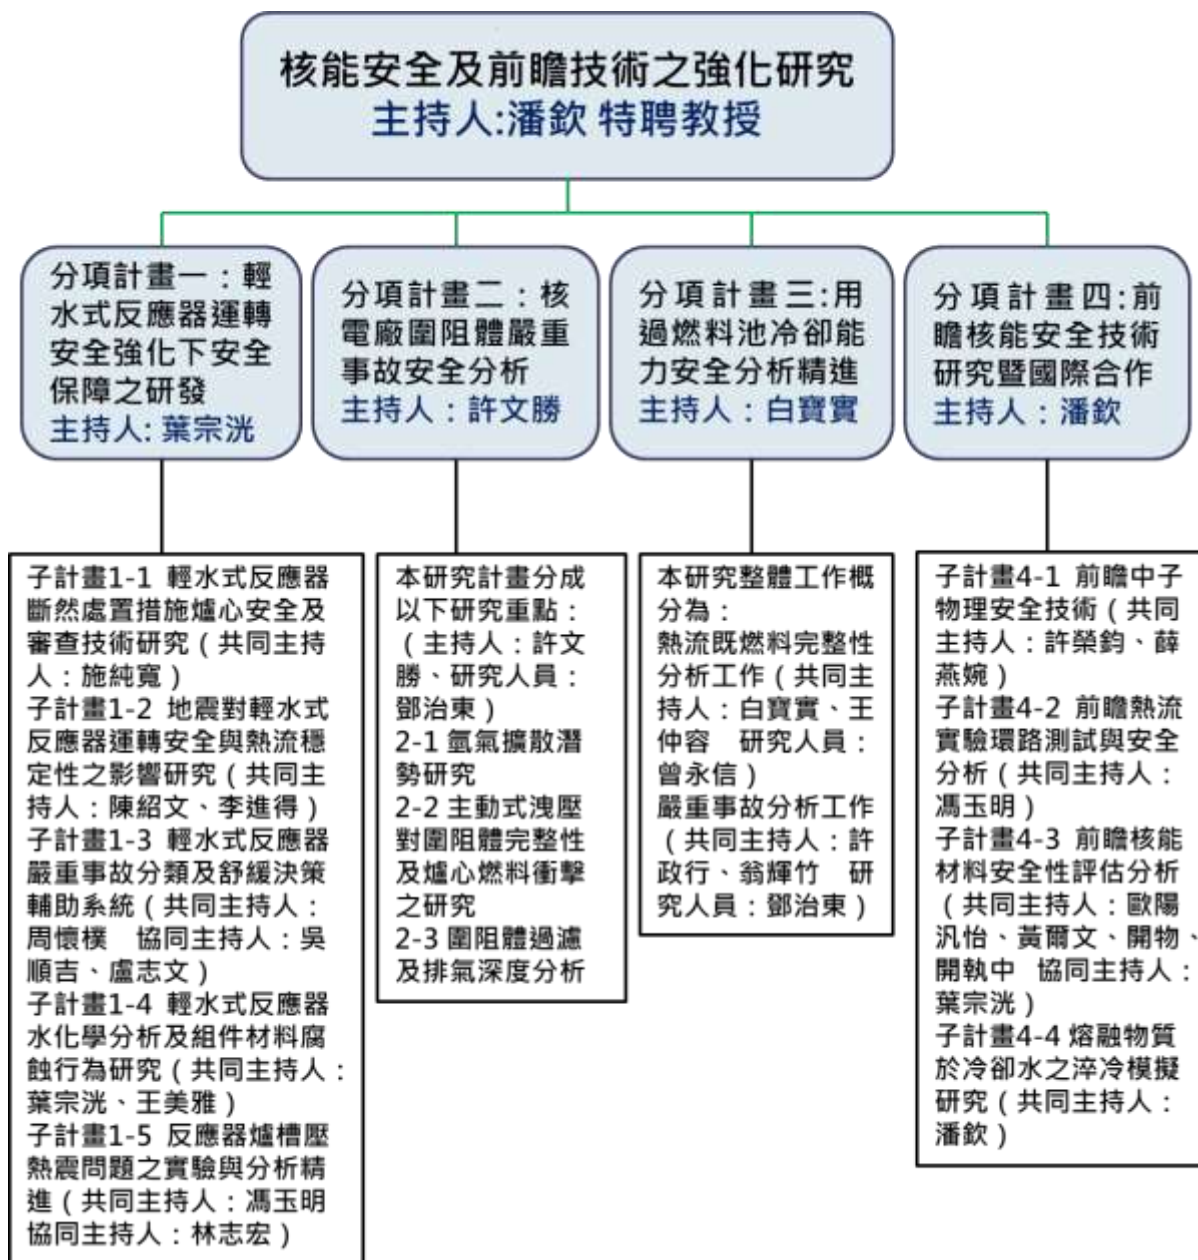 核能安全及前瞻技術之強化研究
主持人:潘欽 特聘教授
分項計畫一：輕
水式反應器運轉
安全強化下安全
保障之研發
主持人: 葉宗洸
分項計畫二：核
電廠圍阻體嚴重
事故安全分析
主持人：許文勝
分項計畫三:用
過燃料池冷卻能
力安全分析精進
主持人：白寶實
分項計畫四:前
瞻核能安全技術
研究暨國際合作
主持人：潘欽
子計畫1-1 輕水式反應器
斷然處置措施爐心安全及
審查技術研究（共同主持
人：施純寬）
子計畫1-2 地震對輕水式
反應器運轉安全與熱流穩
定性之影響研究（共同主
持人：陳紹文、李進得）
子計畫1-3 輕水式反應器
嚴重事故分類及舒緩決策
輔助系統（共同主持人：
周懷樸 協同主持人：吳
順吉、盧志文）
子計畫1-4 輕水式反應器
水化學分析及組件材料腐
蝕行為研究（共同主持人：
葉宗洸、王美雅）
子計畫1-5 反應器爐槽壓
熱震問題之實驗與分析精
進（共同主持人：馮玉明
協同主持人：林志宏）
本研究計畫分成
以下研究重點：
（主持人：許文
勝、研究人員：
鄧治東）
2-1 氫氣擴散潛
勢研究
2-2 主動式洩壓
對圍阻體完整性
及爐心燃料衝擊
之研究
2-3 圍阻體過濾
及排氣深度分析
本研究整體工作概
分為：
熱流既燃料完整性
分析工作（共同主
持人：白寶實、王
仲容 研究人員：
曾永信）
嚴重事故分析工作
（共同主持人：許
政行、翁輝竹 研
究人員：鄧治東）
子計畫4-1 前瞻中子
物理安全技術（共同
主持人：許榮鈞、薛
燕婉）
子計畫4-2 前瞻熱流
實驗環路測試與安全
分析（共同主持人：
馮玉明）
子計畫4-3 前瞻核能
材料安全性評估分析
（共同主持人：歐陽
汎怡、黃爾文、開物、
開執中 協同主持人：
葉宗洸）
子計畫4-4 熔融物質
於冷卻水之淬冷模擬
研究（共同主持人：
潘欽）